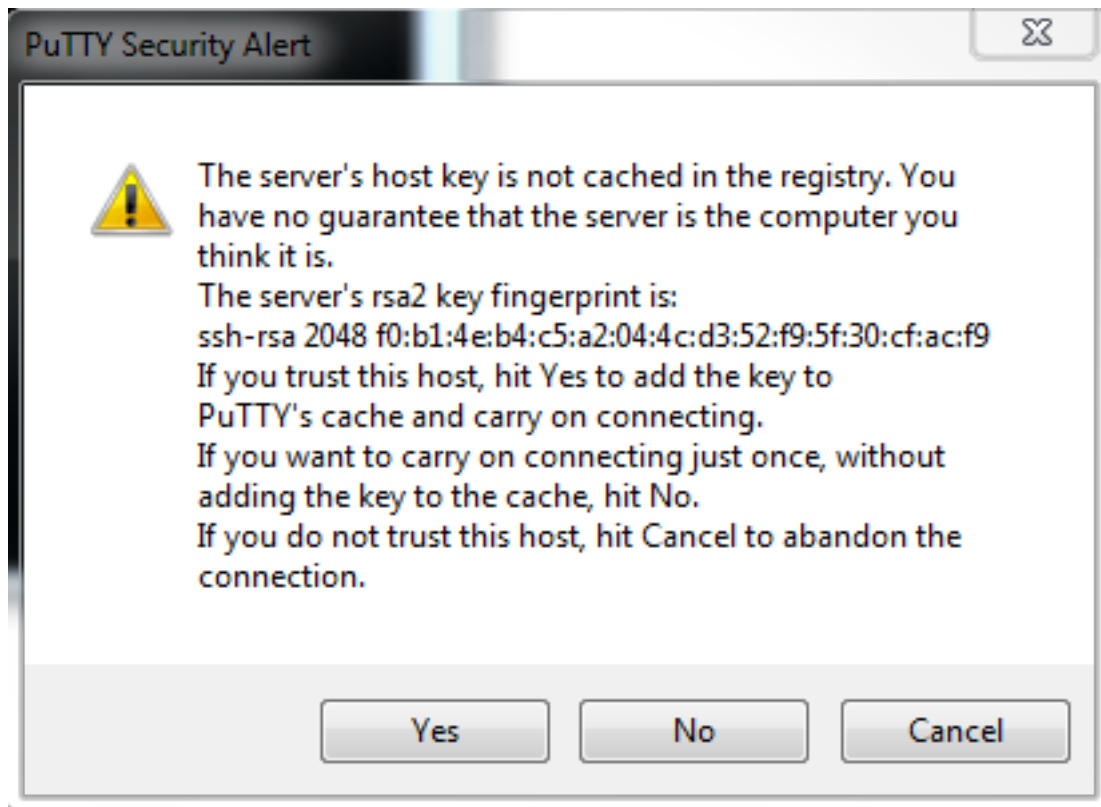 PuTTY Security Alert
The server's host key is not cached in the registry. You
have no guarantee that the server is the computer you
think it is.
The server's rsa2 key fingerprint is:
ssh-rsa 2048 f0:b1:4e:b4:c5:a2:04:4c:d3:52:f9:5f:30:cf:ac:f9
If you trust this host, hit Yes to add the key to
PuTTY's cache and carry on connecting.
If you want to carry on connecting just once, without
adding the key to the cache, hit No.
If you do not trust this host, hit Cancel to abandon the
connection.
Yes No Cancel